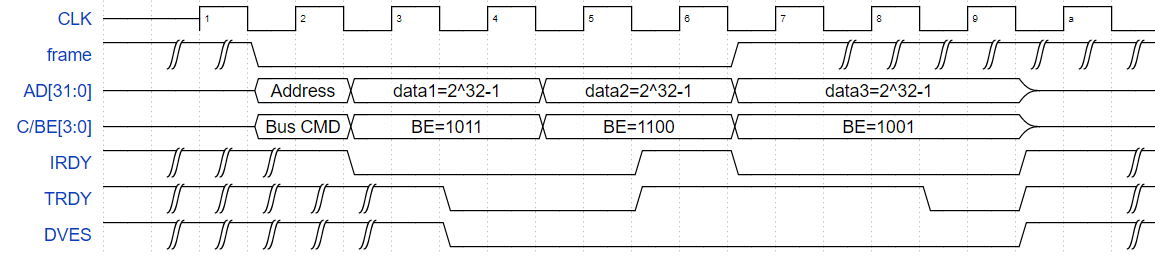 CLK 1 2 3 4 5 6 7 8 9 a
frame
AD[31:0] Address data1=2^32-1 data2=2^32-1 data3=2^32-1
C/BE[3:0] Bus CMD BE=1011 BE=1100 BE=1001
IRDY
TRDY
DVES